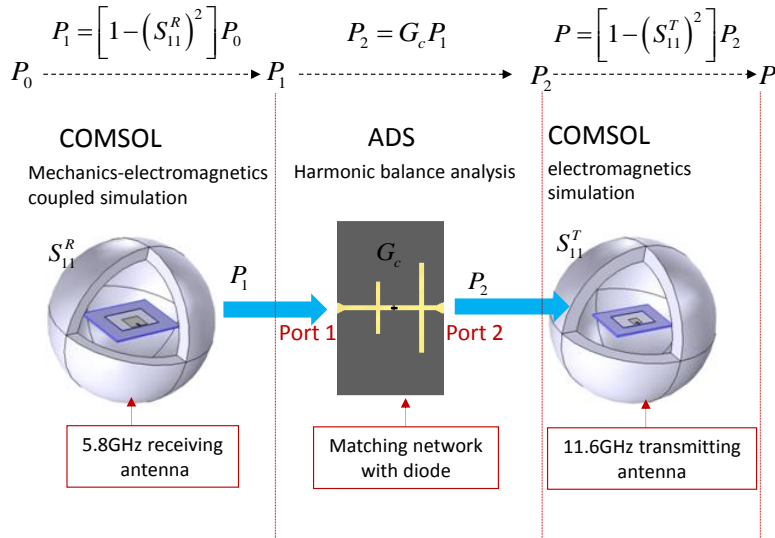 P₁ = [1−(S₁₁ᴿ)²]P₀
P₂ = G_c P₁
P = [1−(S₁₁ᵀ)²]P₂
P₀
P₁
P₂
P
COMSOL
Mechanics-electromagnetics
coupled simulation
ADS
Harmonic balance analysis
COMSOL
electromagnetics
simulation
S₁₁ᴿ
P₁
G_c
P₂
S₁₁ᵀ
Port 1
Port 2
5.8GHz receiving
antenna
Matching network
with diode
11.6GHz transmitting
antenna